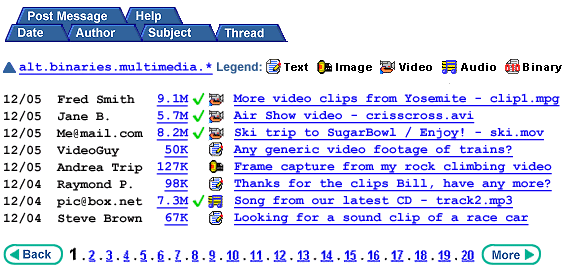 Post Message Help
Date Author Subject Thread
alt.binaries.multimedia.* Legend: Text Image Video Audio Binary
12/05 Fred Smith 9.1M More video clips from Yosemite - clip1.mpg
12/05 Jane B. 5.7M Air Show video - crisscross.avi
12/05 Me@mail.com 8.2M Ski trip to SugarBowl / Enjoy! - ski.mov
12/05 VideoGuy 50K Any generic video footage of trains?
12/05 Andrea Trip 127K Frame capture from my rock climbing video
12/04 Raymond P. 98K Thanks for the clips Bill, have any more?
12/04 pic@box.net 7.3M Song from our latest CD - track2.mp3
12/04 Steve Brown 67K Looking for a sound clip of a race car
Back 1 . 2 . 3 . 4 . 5 . 6 . 7 . 8 . 9 . 10 . 11 . 12 . 13 . 14 . 15 . 16 . 17 . 18 . 19 . 20 More